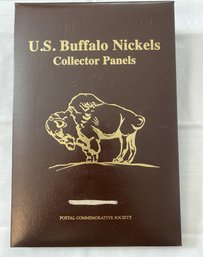 U.S. Buffalo Nickels
Collector Panels
POSTAL COMMEMORATIVE SOCIETY